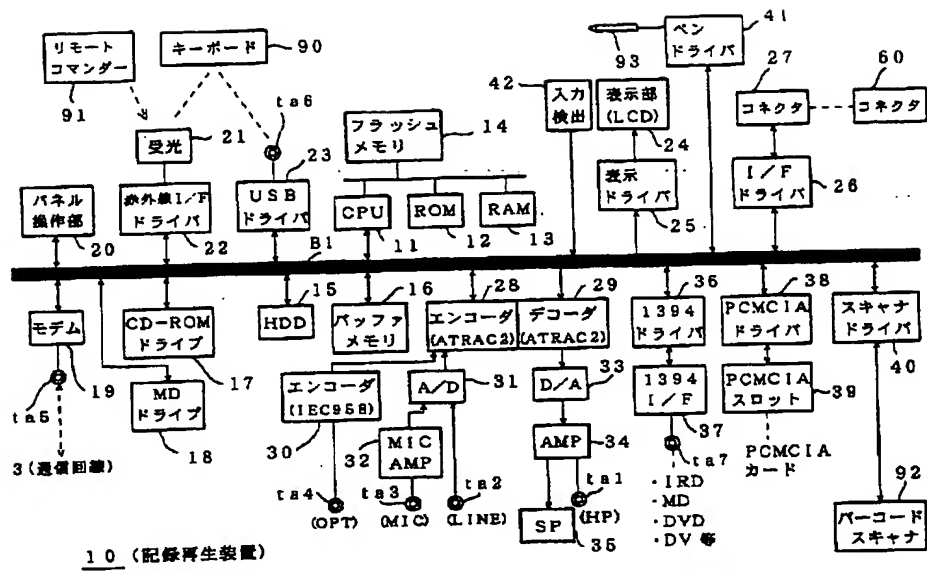 リモート
コマンダー
91
キーボード
90
ta6
受光
21
パネル
操作部
20
赤外線I/F
ドライバ
22
USB
ドライバ
23
フラッシュ
メモリ
14
CPU
11
ROM
12
RAM
13
入力
検出
42
表示部
(LCD)
24
表示
ドライバ
25
93
ペン
ドライバ
41
27
コネクタ
60
コネクタ
I/F
ドライバ
26
B1
モデム
19
ta5
3(通信回線)
CD-ROM
ドライブ
17
MD
ドライブ
18
15
HDD
16
バッファ
メモリ
28
エンコーダ
(ATRAC2)
29
デコーダ
(ATRAC2)
エンコーダ
(IEC958)
30
A/D
31
32
MIC
AMP
ta4
(OPT)
ta3
(MIC)
ta2
(LINE)
D/A
33
AMP
34
SP
35
ta1
(HP)
36
1394
ドライバ
1394
I/F
37
ta7
・IRD
・MD
・DVD
・DV等
38
PCMCIA
ドライバ
PCMCIA
スロット
39
PCMCIA
カード
スキャナ
ドライバ
40
92
バーコード
スキャナ
10 (記録再生装置)